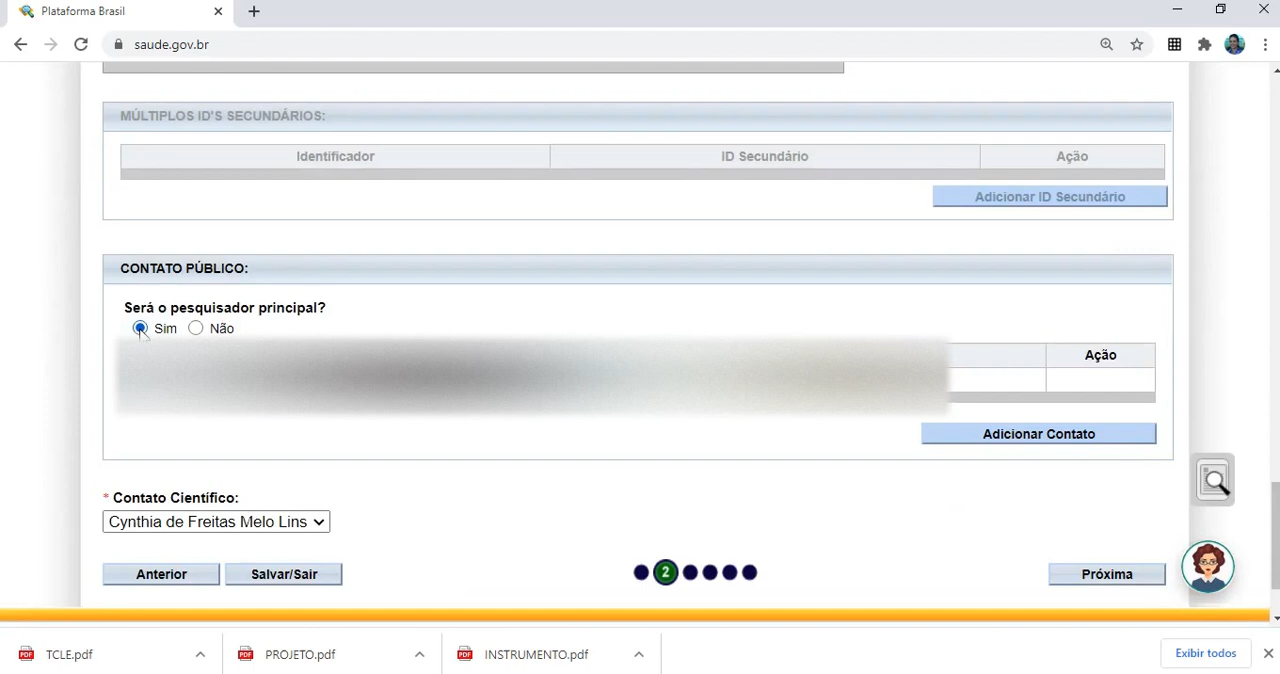 Plataforma Brasil
saude.gov.br
MÚLTIPLOS ID'S SECUNDÁRIOS:
Identificador ID Secundário Ação
Adicionar ID Secundário
CONTATO PÚBLICO:
Será o pesquisador principal?
Sim Não
Ação
Adicionar Contato
* Contato Científico:
Cynthia de Freitas Melo Lins
Anterior Salvar/Sair 2 Próxima
TCLE.pdf PROJETO.pdf INSTRUMENTO.pdf Exibir todos